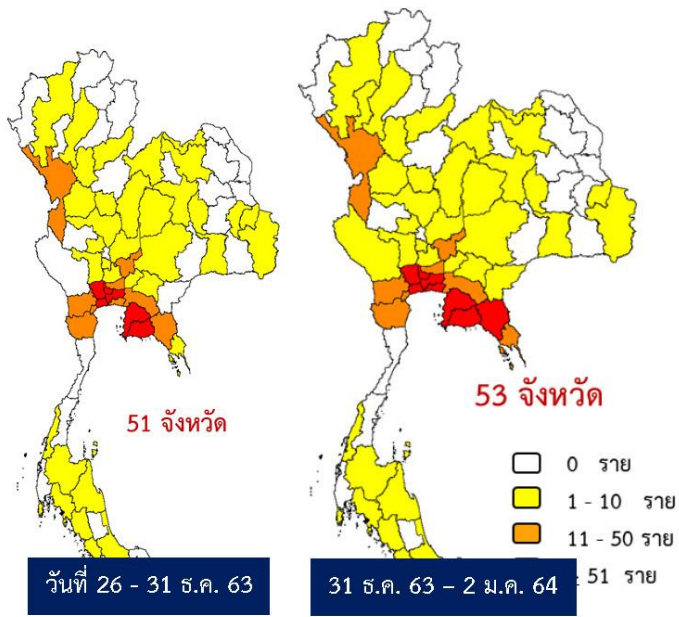 51 จังหวัด
วันที่ 26 - 31 ธ.ค. 63
53 จังหวัด
0 ราย
1 - 10 ราย
11 - 50 ราย
51 ราย
31 ธ.ค. 63 – 2 ม.ค. 64